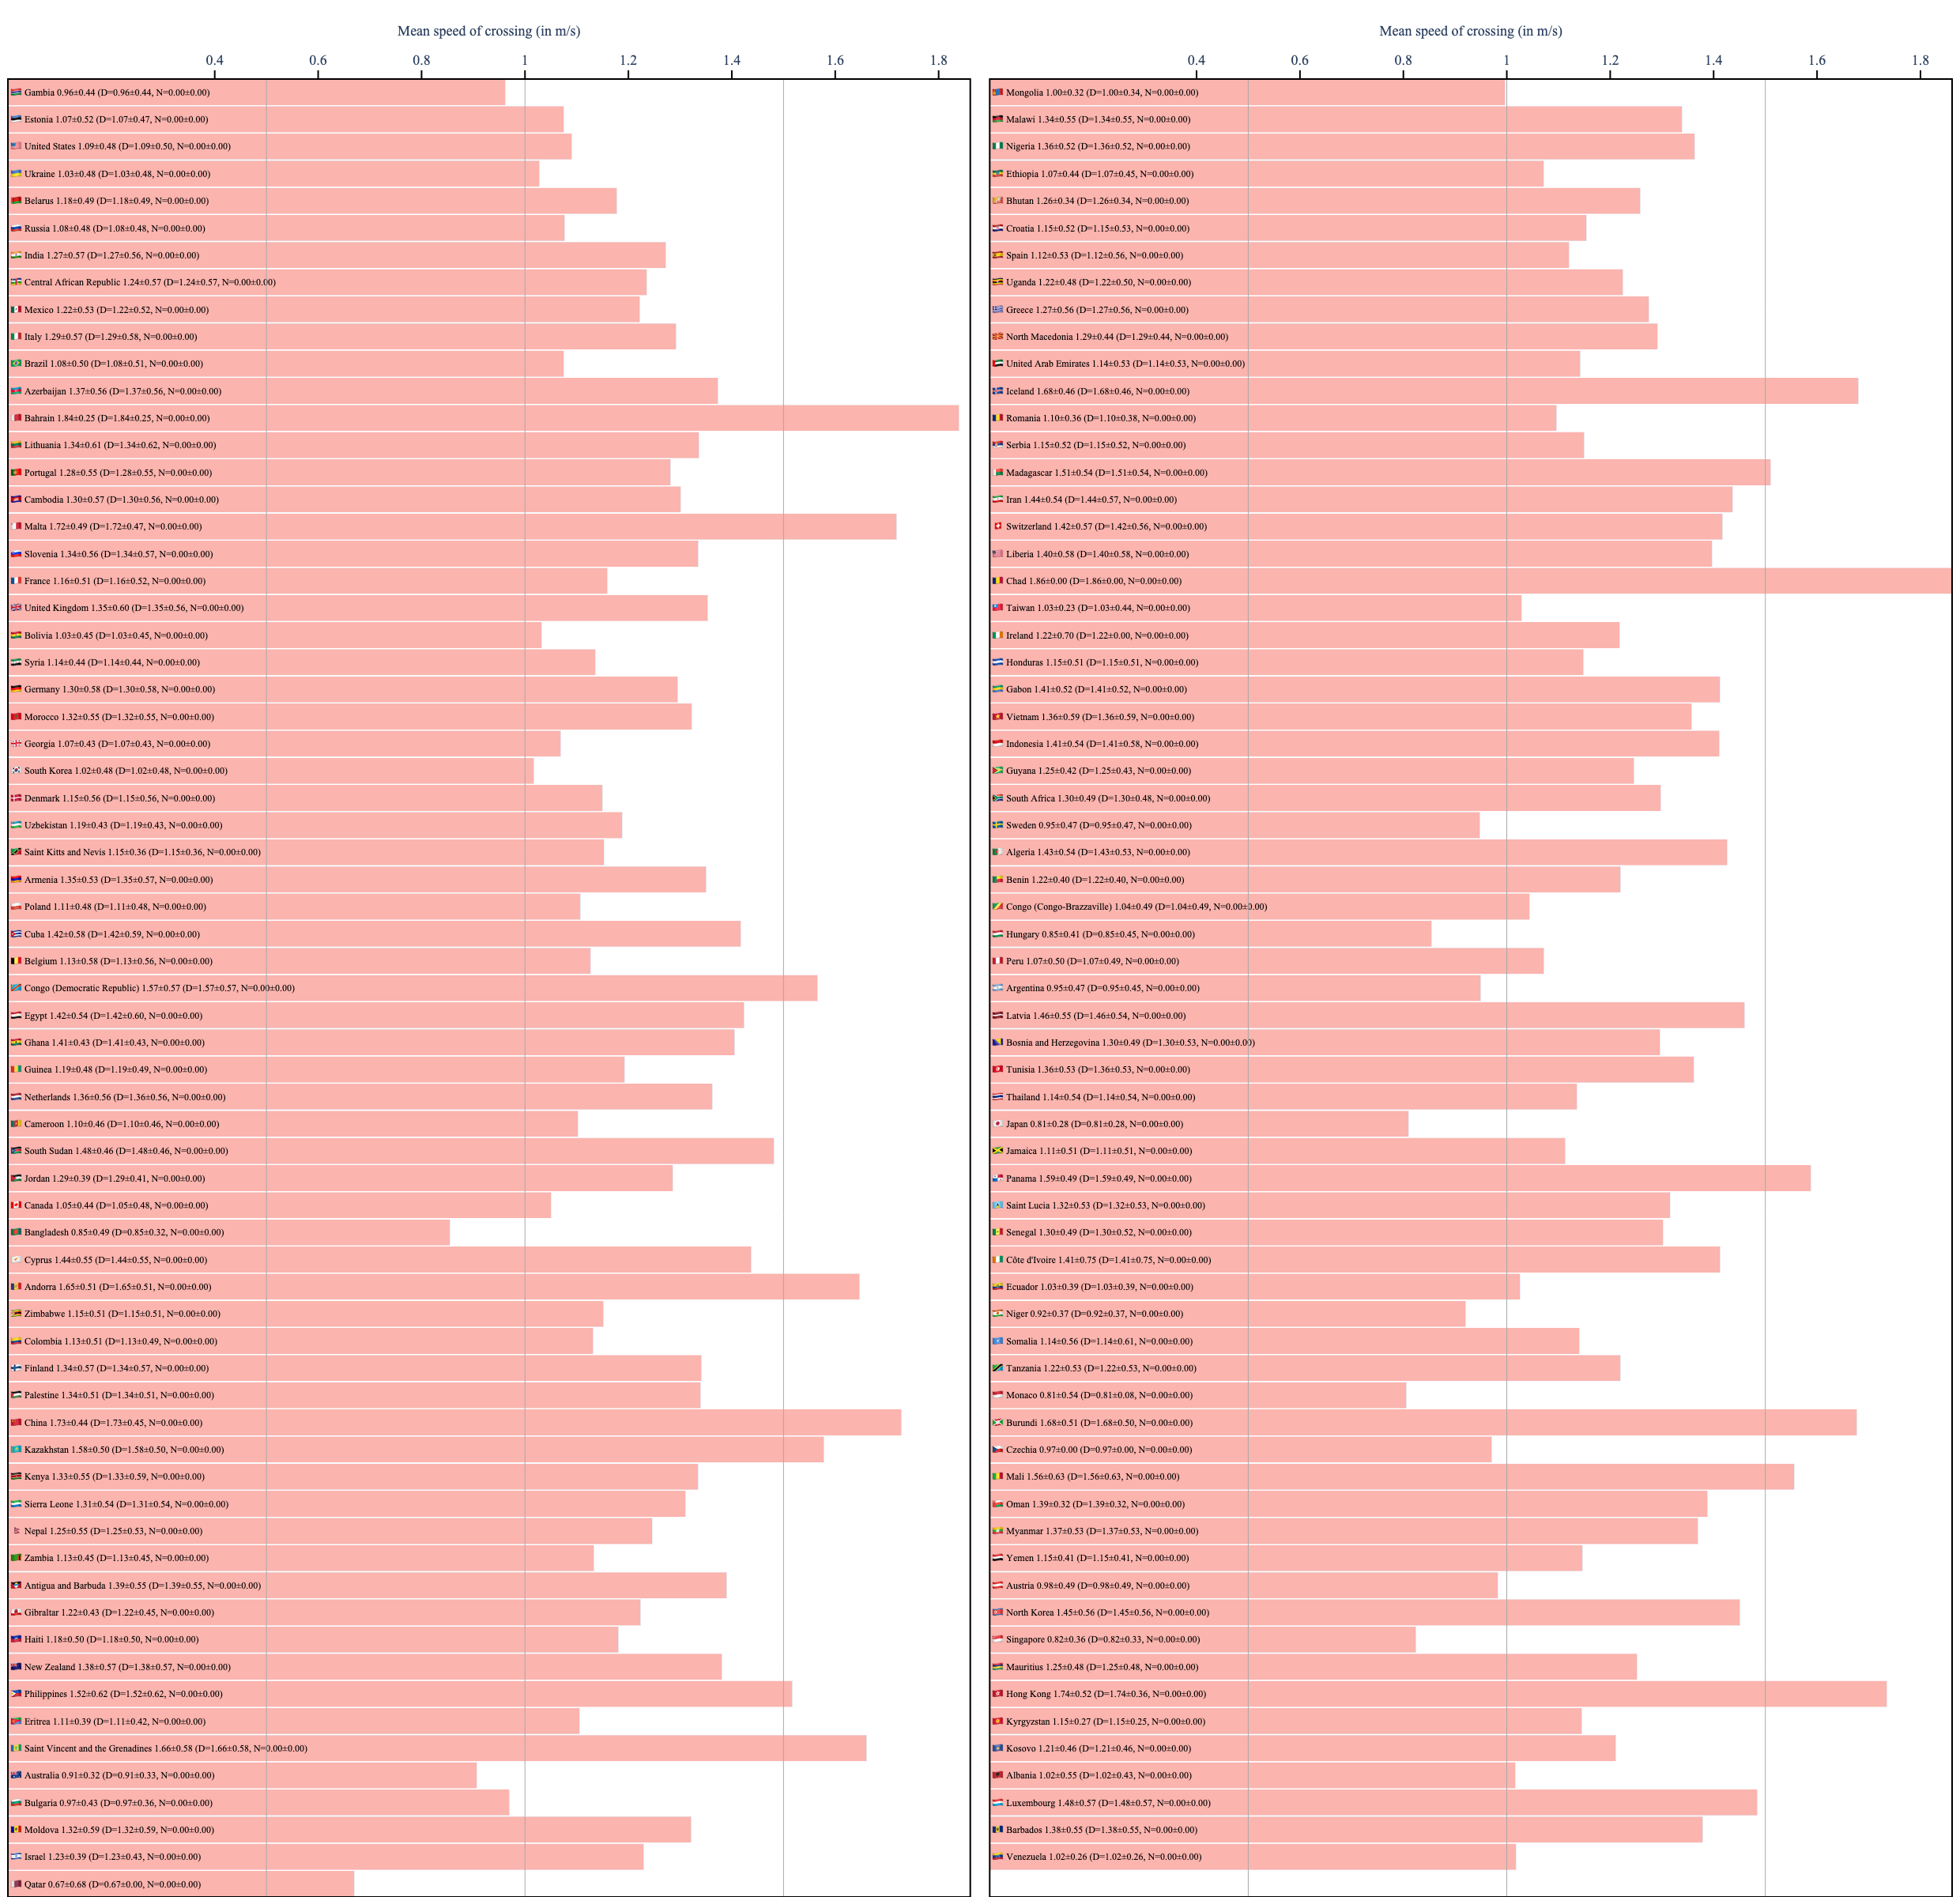 Mean speed of crossing (in m/s)
0.4 0.6 0.8 1 1.2 1.4 1.6 1.8
Gambia 0.96±0.44 (D=0.96±0.44, N=0.00±0.00)
Estonia 1.07±0.52 (D=1.07±0.47, N=0.00±0.00)
United States 1.09±0.48 (D=1.09±0.50, N=0.00±0.00)
Ukraine 1.03±0.48 (D=1.03±0.48, N=0.00±0.00)
Belarus 1.18±0.49 (D=1.18±0.49, N=0.00±0.00)
Russia 1.08±0.48 (D=1.08±0.48, N=0.00±0.00)
India 1.27±0.57 (D=1.27±0.56, N=0.00±0.00)
Central African Republic 1.24±0.57 (D=1.24±0.57, N=0.00±0.00)
Mexico 1.22±0.53 (D=1.22±0.52, N=0.00±0.00)
Italy 1.29±0.57 (D=1.29±0.58, N=0.00±0.00)
Brazil 1.08±0.50 (D=1.08±0.51, N=0.00±0.00)
Azerbaijan 1.37±0.56 (D=1.37±0.56, N=0.00±0.00)
Bahrain 1.84±0.25 (D=1.84±0.25, N=0.00±0.00)
Lithuania 1.34±0.61 (D=1.34±0.62, N=0.00±0.00)
Portugal 1.28±0.55 (D=1.28±0.55, N=0.00±0.00)
Cambodia 1.30±0.57 (D=1.30±0.56, N=0.00±0.00)
Malta 1.72±0.49 (D=1.72±0.47, N=0.00±0.00)
Slovenia 1.34±0.56 (D=1.34±0.57, N=0.00±0.00)
France 1.16±0.51 (D=1.16±0.52, N=0.00±0.00)
United Kingdom 1.35±0.60 (D=1.35±0.56, N=0.00±0.00)
Bolivia 1.03±0.45 (D=1.03±0.45, N=0.00±0.00)
Syria 1.14±0.44 (D=1.14±0.44, N=0.00±0.00)
Germany 1.30±0.58 (D=1.30±0.58, N=0.00±0.00)
Morocco 1.32±0.55 (D=1.32±0.55, N=0.00±0.00)
Georgia 1.07±0.43 (D=1.07±0.43, N=0.00±0.00)
South Korea 1.02±0.48 (D=1.02±0.48, N=0.00±0.00)
Denmark 1.15±0.56 (D=1.15±0.56, N=0.00±0.00)
Uzbekistan 1.19±0.43 (D=1.19±0.43, N=0.00±0.00)
Saint Kitts and Nevis 1.15±0.36 (D=1.15±0.36, N=0.00±0.00)
Armenia 1.35±0.53 (D=1.35±0.57, N=0.00±0.00)
Poland 1.11±0.48 (D=1.11±0.48, N=0.00±0.00)
Cuba 1.42±0.58 (D=1.42±0.59, N=0.00±0.00)
Belgium 1.13±0.58 (D=1.13±0.56, N=0.00±0.00)
Congo (Democratic Republic) 1.57±0.57 (D=1.57±0.57, N=0.00±0.00)
Egypt 1.42±0.54 (D=1.42±0.60, N=0.00±0.00)
Ghana 1.41±0.43 (D=1.41±0.43, N=0.00±0.00)
Guinea 1.19±0.48 (D=1.19±0.49, N=0.00±0.00)
Netherlands 1.36±0.56 (D=1.36±0.56, N=0.00±0.00)
Cameroon 1.10±0.46 (D=1.10±0.46, N=0.00±0.00)
South Sudan 1.48±0.46 (D=1.48±0.46, N=0.00±0.00)
Jordan 1.29±0.39 (D=1.29±0.41, N=0.00±0.00)
Canada 1.05±0.44 (D=1.05±0.48, N=0.00±0.00)
Bangladesh 0.85±0.49 (D=0.85±0.32, N=0.00±0.00)
Cyprus 1.44±0.55 (D=1.44±0.55, N=0.00±0.00)
Andorra 1.65±0.51 (D=1.65±0.51, N=0.00±0.00)
Zimbabwe 1.15±0.51 (D=1.15±0.51, N=0.00±0.00)
Colombia 1.13±0.51 (D=1.13±0.49, N=0.00±0.00)
Finland 1.34±0.57 (D=1.34±0.57, N=0.00±0.00)
Palestine 1.34±0.51 (D=1.34±0.51, N=0.00±0.00)
China 1.73±0.44 (D=1.73±0.45, N=0.00±0.00)
Kazakhstan 1.58±0.50 (D=1.58±0.50, N=0.00±0.00)
Kenya 1.33±0.55 (D=1.33±0.59, N=0.00±0.00)
Sierra Leone 1.31±0.54 (D=1.31±0.54, N=0.00±0.00)
Nepal 1.25±0.55 (D=1.25±0.53, N=0.00±0.00)
Zambia 1.13±0.45 (D=1.13±0.45, N=0.00±0.00)
Antigua and Barbuda 1.39±0.55 (D=1.39±0.55, N=0.00±0.00)
Gibraltar 1.22±0.43 (D=1.22±0.45, N=0.00±0.00)
Haiti 1.18±0.50 (D=1.18±0.50, N=0.00±0.00)
New Zealand 1.38±0.57 (D=1.38±0.57, N=0.00±0.00)
Philippines 1.52±0.62 (D=1.52±0.62, N=0.00±0.00)
Eritrea 1.11±0.39 (D=1.11±0.42, N=0.00±0.00)
Saint Vincent and the Grenadines 1.66±0.58 (D=1.66±0.58, N=0.00±0.00)
Australia 0.91±0.32 (D=0.91±0.33, N=0.00±0.00)
Bulgaria 0.97±0.43 (D=0.97±0.36, N=0.00±0.00)
Moldova 1.32±0.59 (D=1.32±0.59, N=0.00±0.00)
Israel 1.23±0.39 (D=1.23±0.43, N=0.00±0.00)
Qatar 0.67±0.68 (D=0.67±0.00, N=0.00±0.00)
Mean speed of crossing (in m/s)
0.4 0.6 0.8 1 1.2 1.4 1.6 1.8
Mongolia 1.00±0.32 (D=1.00±0.34, N=0.00±0.00)
Malawi 1.34±0.55 (D=1.34±0.55, N=0.00±0.00)
Nigeria 1.36±0.52 (D=1.36±0.52, N=0.00±0.00)
Ethiopia 1.07±0.44 (D=1.07±0.45, N=0.00±0.00)
Bhutan 1.26±0.34 (D=1.26±0.34, N=0.00±0.00)
Croatia 1.15±0.52 (D=1.15±0.53, N=0.00±0.00)
Spain 1.12±0.53 (D=1.12±0.56, N=0.00±0.00)
Uganda 1.22±0.48 (D=1.22±0.50, N=0.00±0.00)
Greece 1.27±0.56 (D=1.27±0.56, N=0.00±0.00)
North Macedonia 1.29±0.44 (D=1.29±0.44, N=0.00±0.00)
United Arab Emirates 1.14±0.53 (D=1.14±0.53, N=0.00±0.00)
Iceland 1.68±0.46 (D=1.68±0.46, N=0.00±0.00)
Romania 1.10±0.36 (D=1.10±0.38, N=0.00±0.00)
Serbia 1.15±0.52 (D=1.15±0.52, N=0.00±0.00)
Madagascar 1.51±0.54 (D=1.51±0.54, N=0.00±0.00)
Iran 1.44±0.54 (D=1.44±0.57, N=0.00±0.00)
Switzerland 1.42±0.57 (D=1.42±0.56, N=0.00±0.00)
Liberia 1.40±0.58 (D=1.40±0.58, N=0.00±0.00)
Chad 1.86±0.00 (D=1.86±0.00, N=0.00±0.00)
Taiwan 1.03±0.23 (D=1.03±0.44, N=0.00±0.00)
Ireland 1.22±0.70 (D=1.22±0.00, N=0.00±0.00)
Honduras 1.15±0.51 (D=1.15±0.51, N=0.00±0.00)
Gabon 1.41±0.52 (D=1.41±0.52, N=0.00±0.00)
Vietnam 1.36±0.59 (D=1.36±0.59, N=0.00±0.00)
Indonesia 1.41±0.54 (D=1.41±0.58, N=0.00±0.00)
Guyana 1.25±0.42 (D=1.25±0.43, N=0.00±0.00)
South Africa 1.30±0.49 (D=1.30±0.48, N=0.00±0.00)
Sweden 0.95±0.47 (D=0.95±0.47, N=0.00±0.00)
Algeria 1.43±0.54 (D=1.43±0.53, N=0.00±0.00)
Benin 1.22±0.40 (D=1.22±0.40, N=0.00±0.00)
Congo (Congo-Brazzaville) 1.04±0.49 (D=1.04±0.49, N=0.00±0.00)
Hungary 0.85±0.41 (D=0.85±0.45, N=0.00±0.00)
Peru 1.07±0.50 (D=1.07±0.49, N=0.00±0.00)
Argentina 0.95±0.47 (D=0.95±0.45, N=0.00±0.00)
Latvia 1.46±0.55 (D=1.46±0.54, N=0.00±0.00)
Bosnia and Herzegovina 1.30±0.49 (D=1.30±0.53, N=0.00±0.00)
Tunisia 1.36±0.53 (D=1.36±0.53, N=0.00±0.00)
Thailand 1.14±0.54 (D=1.14±0.54, N=0.00±0.00)
Japan 0.81±0.28 (D=0.81±0.28, N=0.00±0.00)
Jamaica 1.11±0.51 (D=1.11±0.51, N=0.00±0.00)
Panama 1.59±0.49 (D=1.59±0.49, N=0.00±0.00)
Saint Lucia 1.32±0.53 (D=1.32±0.53, N=0.00±0.00)
Senegal 1.30±0.49 (D=1.30±0.52, N=0.00±0.00)
Côte d'Ivoire 1.41±0.75 (D=1.41±0.75, N=0.00±0.00)
Ecuador 1.03±0.39 (D=1.03±0.39, N=0.00±0.00)
Niger 0.92±0.37 (D=0.92±0.37, N=0.00±0.00)
Somalia 1.14±0.56 (D=1.14±0.61, N=0.00±0.00)
Tanzania 1.22±0.53 (D=1.22±0.53, N=0.00±0.00)
Monaco 0.81±0.54 (D=0.81±0.08, N=0.00±0.00)
Burundi 1.68±0.51 (D=1.68±0.50, N=0.00±0.00)
Czechia 0.97±0.00 (D=0.97±0.00, N=0.00±0.00)
Mali 1.56±0.63 (D=1.56±0.63, N=0.00±0.00)
Oman 1.39±0.32 (D=1.39±0.32, N=0.00±0.00)
Myanmar 1.37±0.53 (D=1.37±0.53, N=0.00±0.00)
Yemen 1.15±0.41 (D=1.15±0.41, N=0.00±0.00)
Austria 0.98±0.49 (D=0.98±0.49, N=0.00±0.00)
North Korea 1.45±0.56 (D=1.45±0.56, N=0.00±0.00)
Singapore 0.82±0.36 (D=0.82±0.33, N=0.00±0.00)
Mauritius 1.25±0.48 (D=1.25±0.48, N=0.00±0.00)
Hong Kong 1.74±0.52 (D=1.74±0.36, N=0.00±0.00)
Kyrgyzstan 1.15±0.27 (D=1.15±0.25, N=0.00±0.00)
Kosovo 1.21±0.46 (D=1.21±0.46, N=0.00±0.00)
Albania 1.02±0.55 (D=1.02±0.43, N=0.00±0.00)
Luxembourg 1.48±0.57 (D=1.48±0.57, N=0.00±0.00)
Barbados 1.38±0.55 (D=1.38±0.55, N=0.00±0.00)
Venezuela 1.02±0.26 (D=1.02±0.26, N=0.00±0.00)